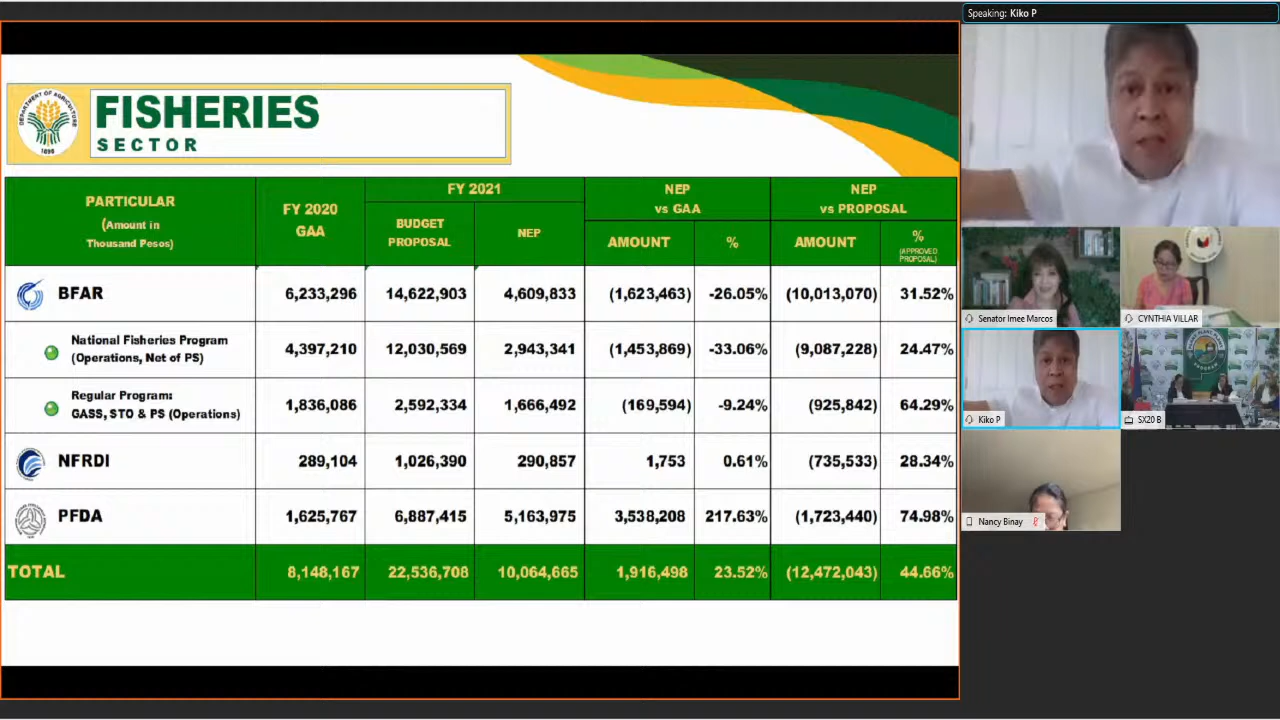 Speaking: Kiko P
DEPARTMENT OF AGRICULTURE
1898
FISHERIES
SECTOR
PARTICULAR
(Amount in
Thousand Pesos)
FY 2020
GAA
FY 2021
BUDGET
PROPOSAL
NEP
NEP
vs GAA
AMOUNT
%
NEP
vs PROPOSAL
AMOUNT
%
(APPROVED
PROPOSAL)
BFAR 6,233,296 14,622,903 4,609,833 (1,623,463) -26.05% (10,013,070) 31.52%
National Fisheries Program
(Operations, Net of PS) 4,397,210 12,030,569 2,943,341 (1,453,869) -33.06% (9,087,228) 24.47%
Regular Program:
GASS, STO & PS (Operations) 1,836,086 2,592,334 1,666,492 (169,594) -9.24% (925,842) 64.29%
NFRDI 289,104 1,026,390 290,857 1,753 0.61% (735,533) 28.34%
PFDA 1,625,767 6,887,415 5,163,975 3,538,208 217.63% (1,723,440) 74.98%
TOTAL 8,148,167 22,536,708 10,064,665 1,916,498 23.52% (12,472,043) 44.66%
Senator Imee Marcos
CYNTHIA VILLAR
Kiko P
SX20 B
Nancy Binay